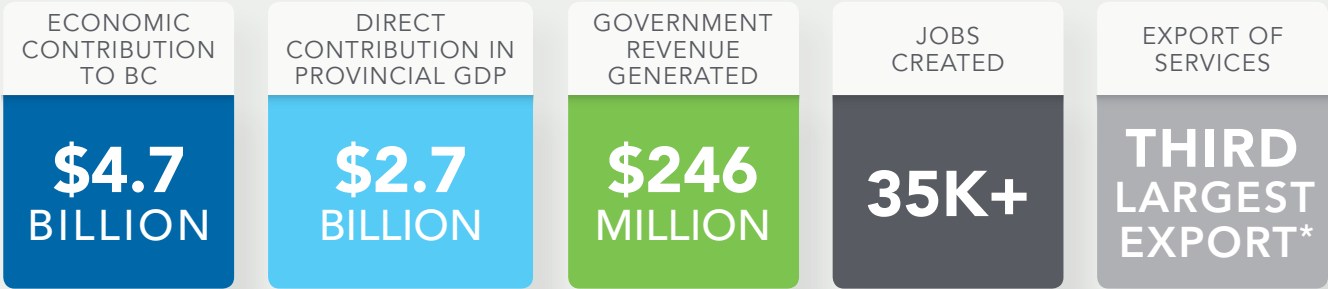 ECONOMIC
CONTRIBUTION
TO BC
$4.7
BILLION
DIRECT
CONTRIBUTION IN
PROVINCIAL GDP
$2.7
BILLION
GOVERNMENT
REVENUE
GENERATED
$246
MILLION
JOBS
CREATED
35K+
EXPORT OF
SERVICES
THIRD
LARGEST
EXPORT*